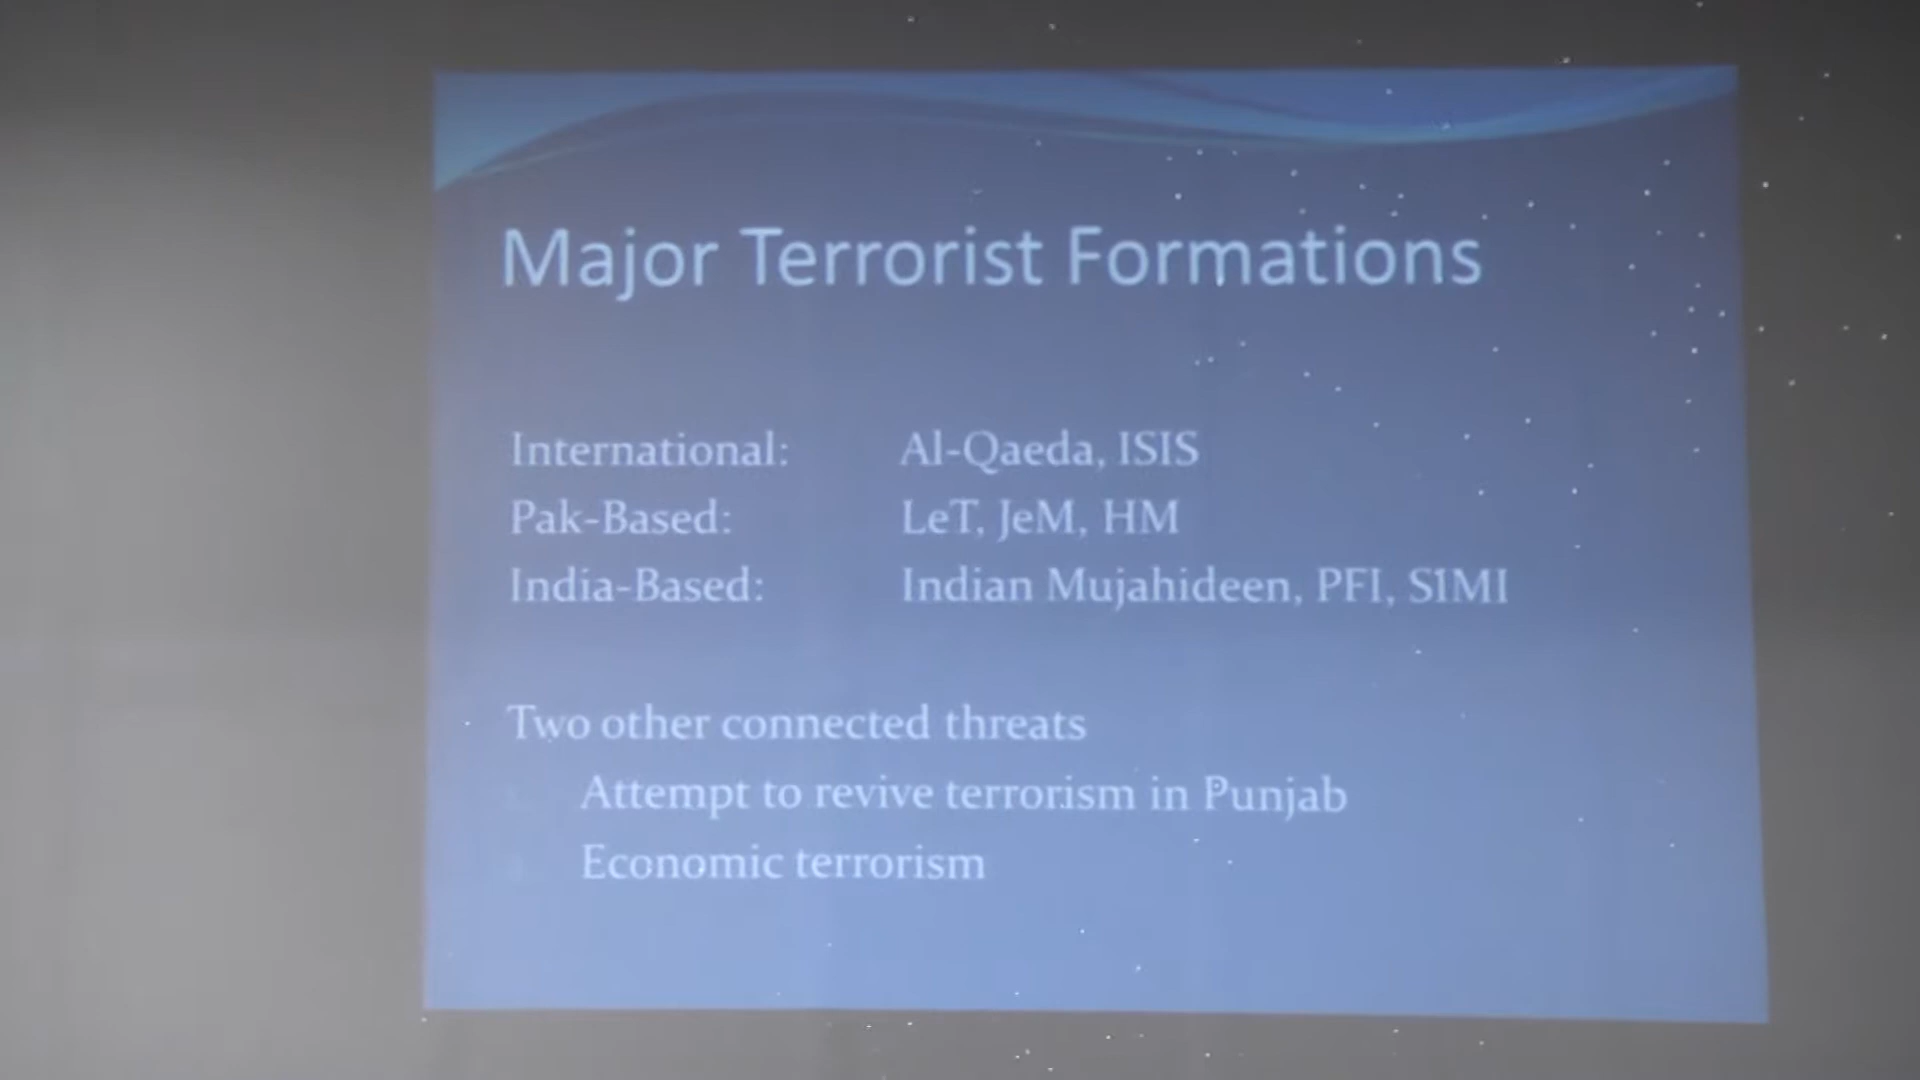 Major Terrorist Formations
International: Al-Qaeda, ISIS
Pak-Based: LeT, JeM, HM
India-Based: Indian Mujahideen, PFI, SIMI
Two other connected threats
Attempt to revive terrorism in Punjab
Economic terrorism